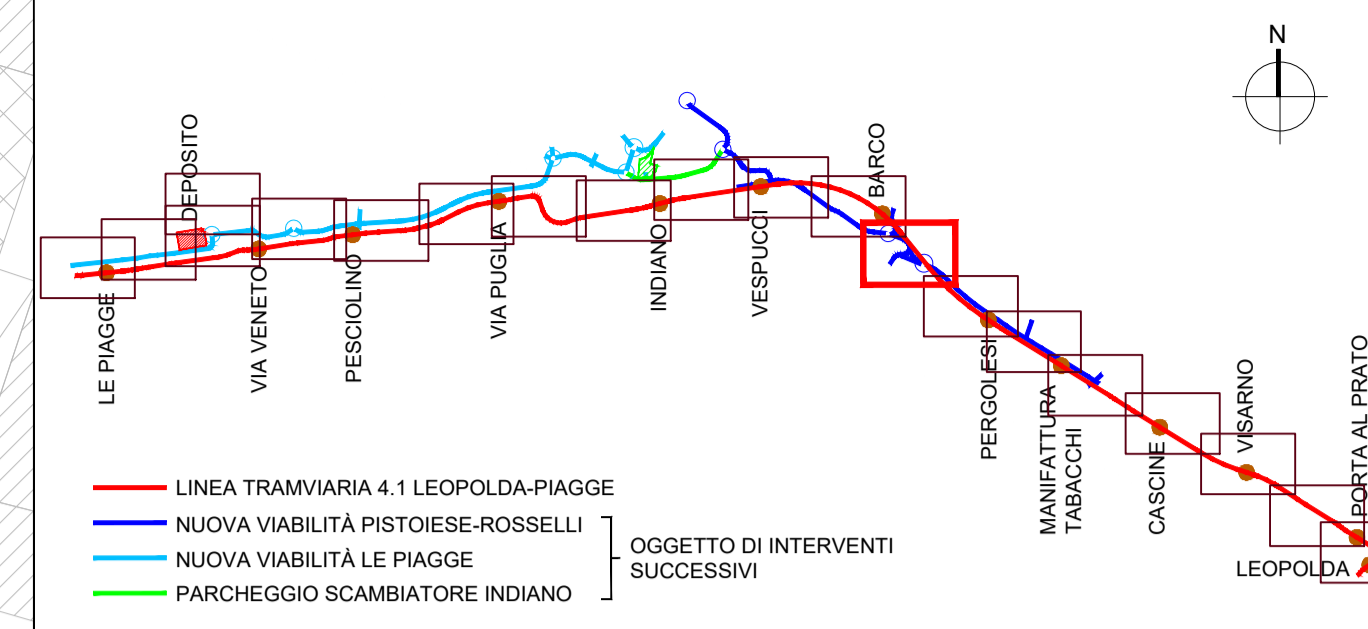 N
DEPOSITO
BARCO
LE PIAGGE
VIA VENETO
PESCIOLINO
VIA PUGLIA
INDIANO
VESPUCCI
PERGOLESI
MANIFATTURA
TABACCHI
CASCINE
VISARNO
PORTA AL PRATO
LEOPOLDA
LINEA TRAMVIARIA 4.1 LEOPOLDA-PIAGGE
NUOVA VIABILITÀ PISTOIESE-ROSSELLI
NUOVA VIABILITÀ LE PIAGGE
PARCHEGGIO SCAMBIATORE INDIANO
OGGETTO DI INTERVENTI
SUCCESSIVI